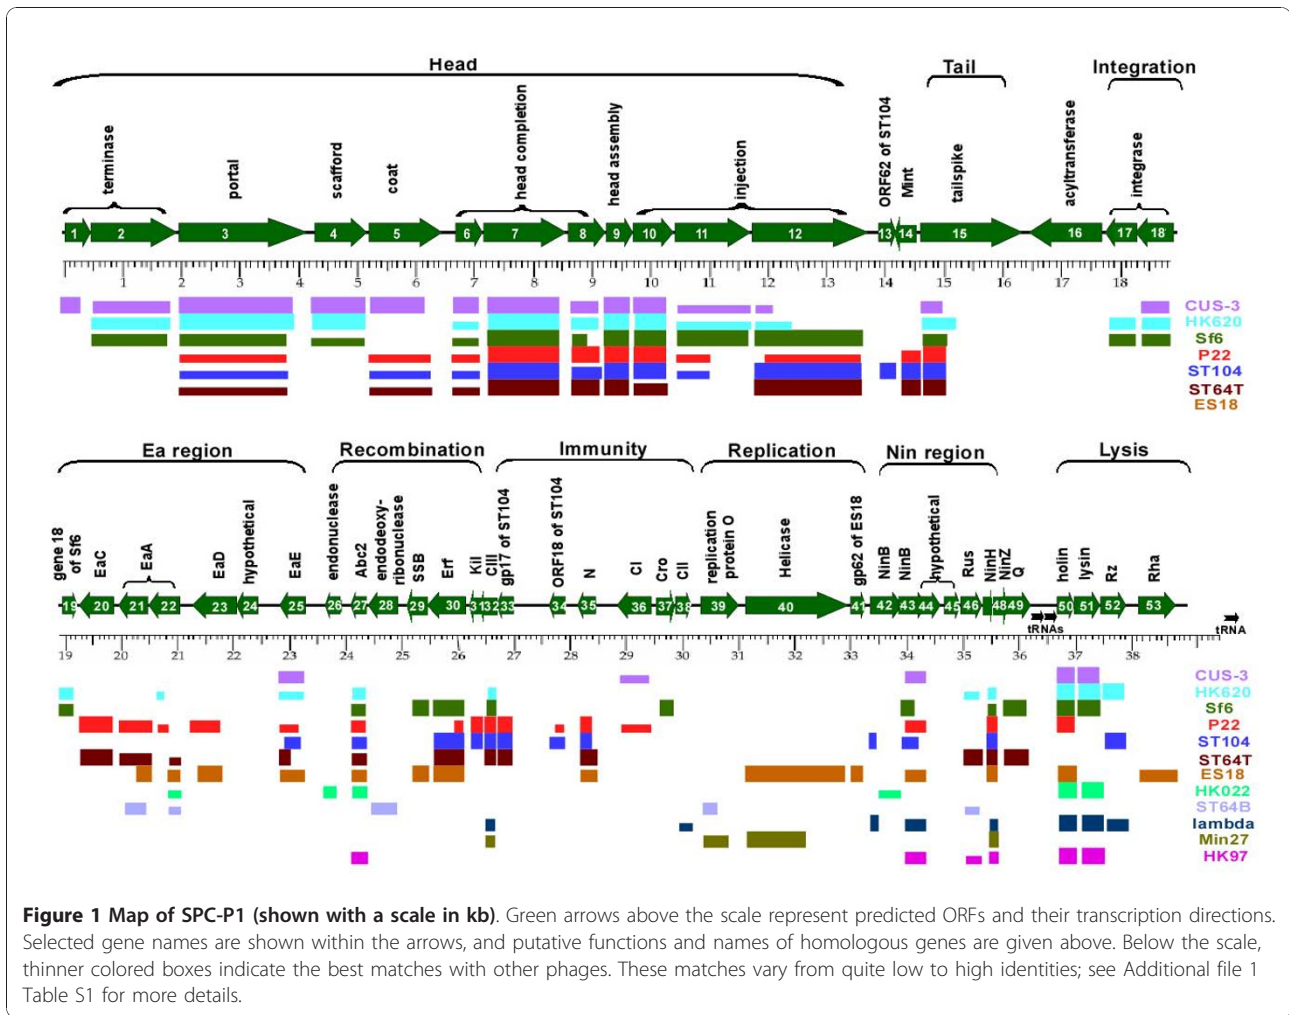 Head
Tail
Integration
terminase
portal
scafford
coat
head completion
head assembly
injection
ORF62 of ST104
Mint
tailspike
acyltransferase
integrase
1 2 3 4 5 6 7 8 9 10 11 12 13 14 15 16 17 18
1 2 3 4 5 6 7 8 9 10 11 12 13 14 15 16 17 18
CUS-3
HK620
Sf6
P22
ST104
ST64T
ES18
Ea region
Recombination
Immunity
Replication
Nin region
Lysis
gene 18
of Sf6
EaC
EaA
EaD
hypothetical
EaE
endonuclease
Abc2
endodeoxy-
ribonuclease
SSB
Erf
Kil
CIII
gp17 of ST104
ORF18 of ST104
N
CI
Cro
CII
replication
protein O
Helicase
gp62 of ES18
NinB
NinB
hypothetical
Rus
NinH
NinZ
Q
holin
lysin
Rz
Rha
19 20 21 22 23 24 25 26 27 28 29 30 31 32 33 34 35 36 37 38 39 40 41 42 43 44 45 46 48 49 50 51 52 53
tRNAs
tRNA
19 20 21 22 23 24 25 26 27 28 29 30 31 32 33 34 35 36 37 38
CUS-3
HK620
Sf6
P22
ST104
ST64T
ES18
HK022
ST64B
lambda
Min27
HK97
Figure 1 Map of SPC-P1 (shown with a scale in kb). Green arrows above the scale represent predicted ORFs and their transcription directions.
Selected gene names are shown within the arrows, and putative functions and names of homologous genes are given above. Below the scale,
thinner colored boxes indicate the best matches with other phages. These matches vary from quite low to high identities; see Additional file 1
Table S1 for more details.